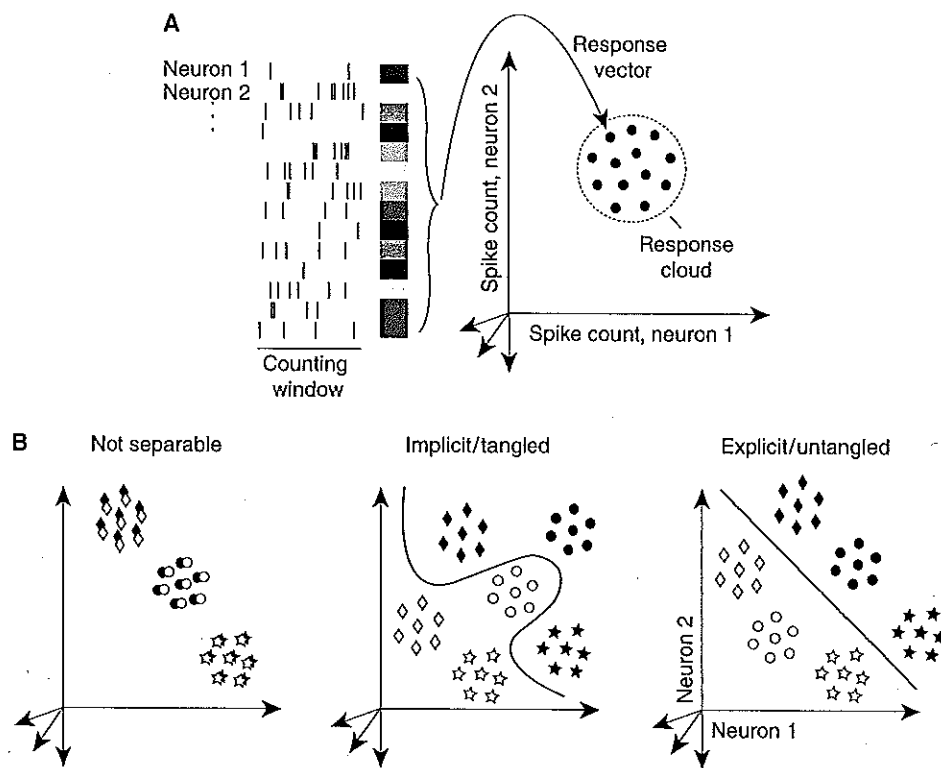 A
Neuron 1
Neuron 2
Counting
window
Spike count, neuron 2
Spike count, neuron 1
Response
vector
Response
cloud
B
Not separable
Implicit/tangled
Explicit/untangled
Neuron 2
Neuron 1